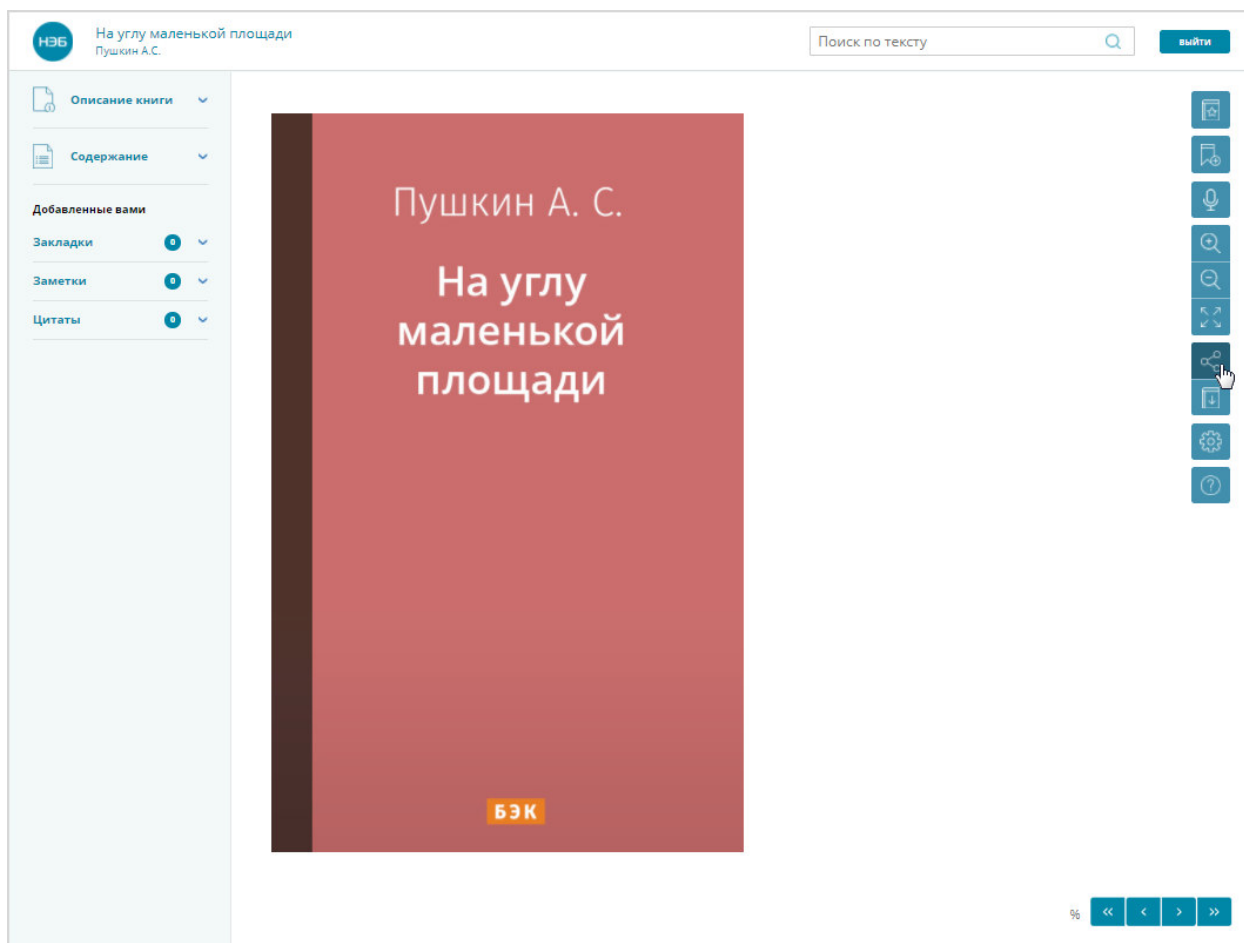 нэб
На углу маленькой площади
Пушкин А.С.
Поиск по тексту
выйти
Описание книги
Содержание
Добавленные вами
Закладки 0
Заметки 0
Цитаты 0
Пушкин А. С.
На углу
маленькой
площади
БЭК
%